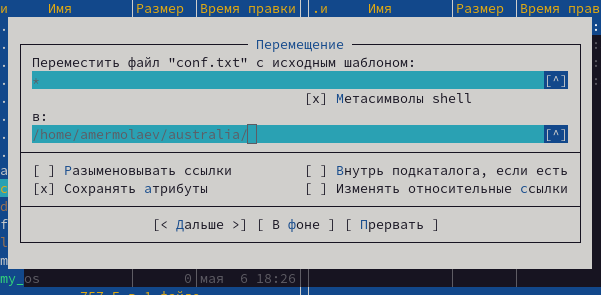 и Имя Размер Время правки .и Имя Размер Время прав
Перемещение
Переместить файл "conf.txt" с исходным шаблоном:
* [^]
[x] Метасимволы shell
в:
/home/amermolaev/australia/ [^]
[ ] Разыменовывать ссылки [ ] Внутрь подкаталога, если есть
[x] Сохранять атрибуты [ ] Изменять относительные ссылки
[< Дальше >] [ В фоне ] [ Прервать ]
my_os 0 мая 6 18:26